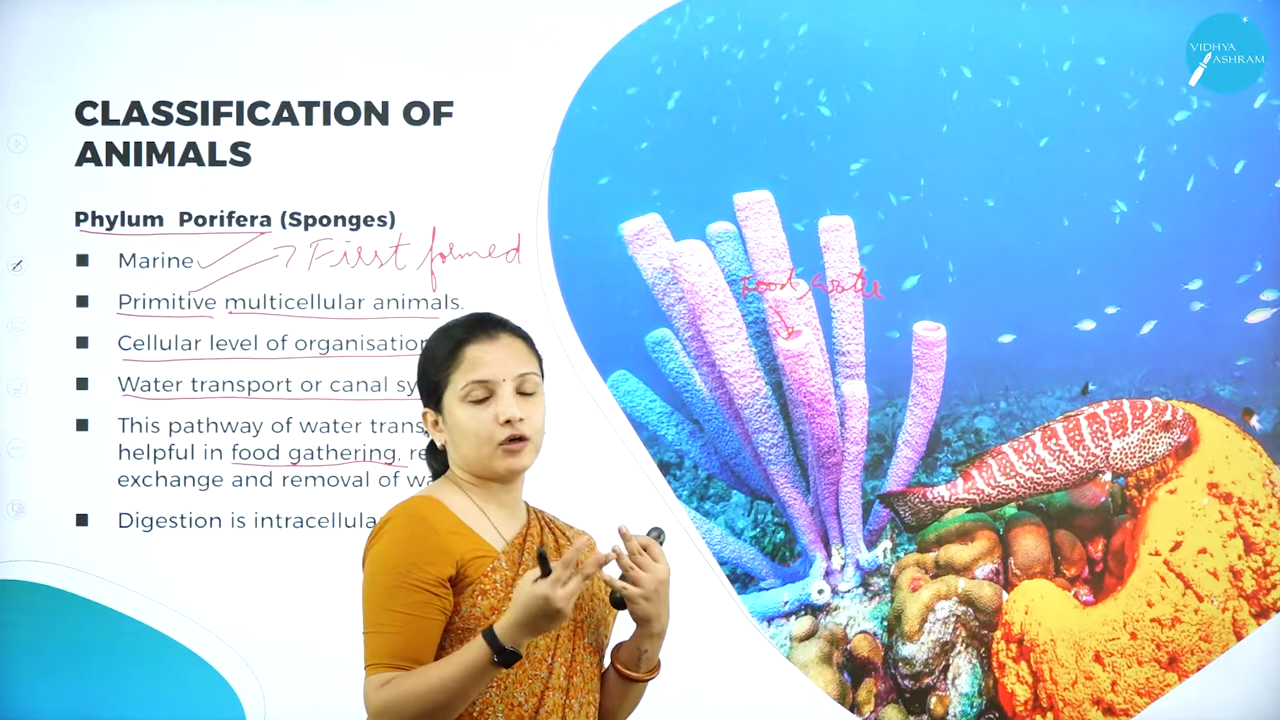 VIDHYA
ASHRAM
CLASSIFICATION OF
ANIMALS
Phylum Porifera (Sponges)
Marine
First formed
Primitive multicellular animals.
Cellular level of organisation
Water transport or canal sy
Food, water
This pathway of water trans
helpful in food gathering, re
exchange and removal of wa
Digestion is intracellula